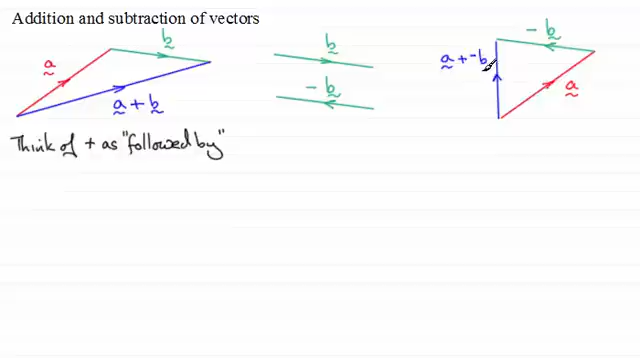 Addition and subtraction of vectors
a
b
a + b
Think of + as "followed by"
b
- b
a + - b
- b
a